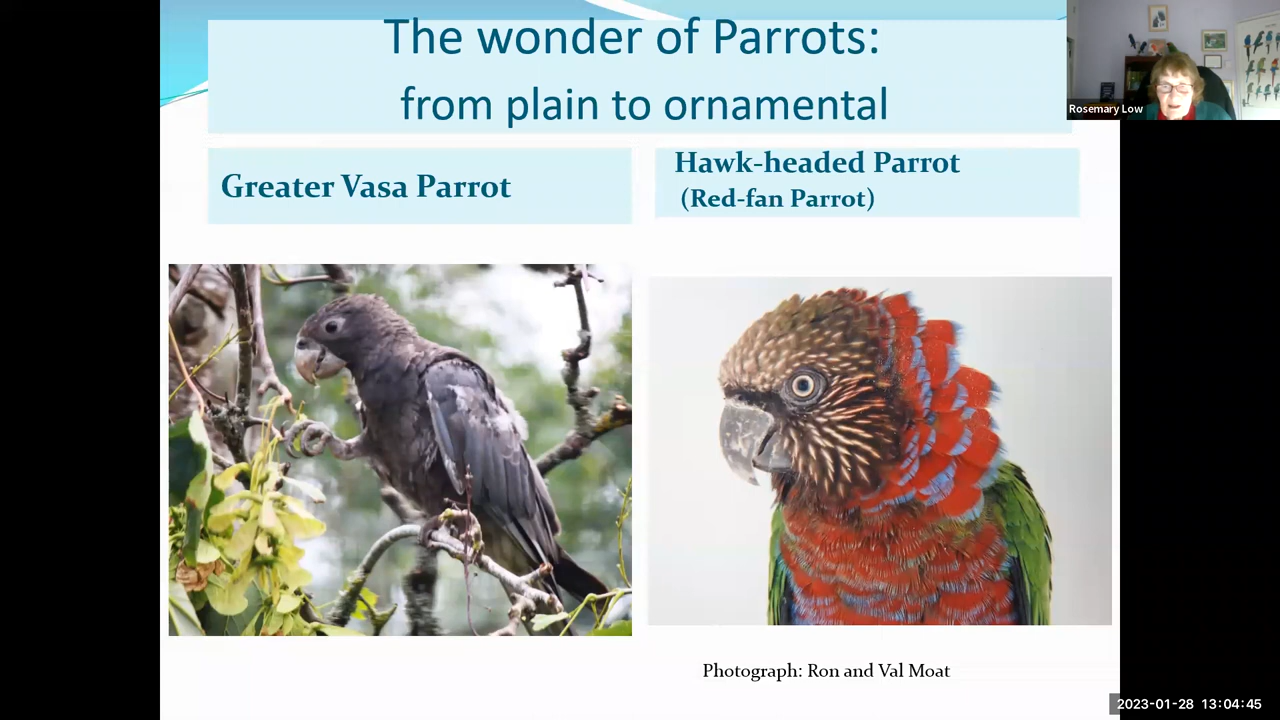 The wonder of Parrots:
from plain to ornamental
Rosemary Low
Greater Vasa Parrot
Hawk-headed Parrot
(Red-fan Parrot)
Photograph: Ron and Val Moat
2023-01-28 13:04:45